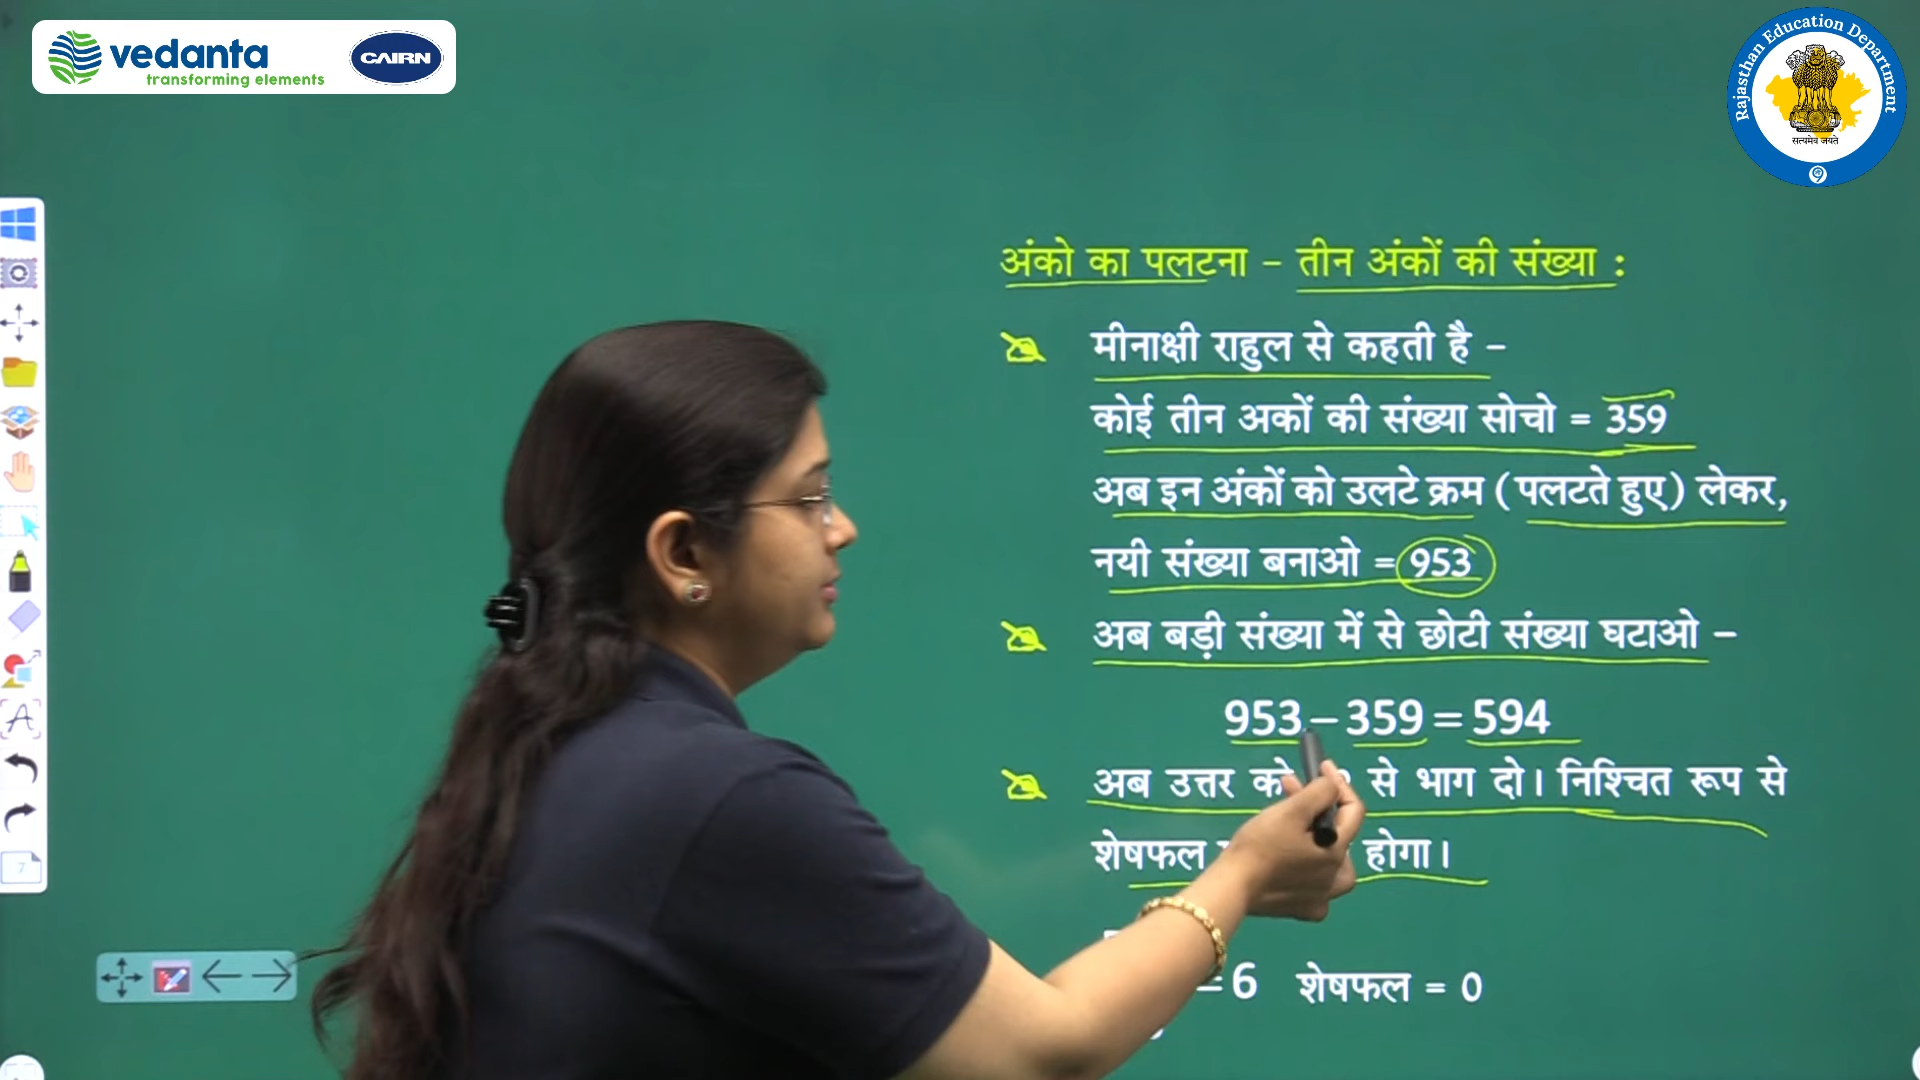 vedanta
transforming elements
CAIRN
Rajasthan Education Department
सत्यमेव जयते
अंको का पलटना – तीन अंकों की संख्या :
मीनाक्षी राहुल से कहती है –
कोई तीन अकों की संख्या सोचो = 359
अब इन अंकों को उलटे क्रम (पलटते हुए) लेकर,
नयी संख्या बनाओ = 953
अब बड़ी संख्या में से छोटी संख्या घटाओ –
953 – 359 = 594
अब उत्तर को से भाग दो। निश्चित रूप से
शेषफल होगा।
= 6 शेषफल = 0
7